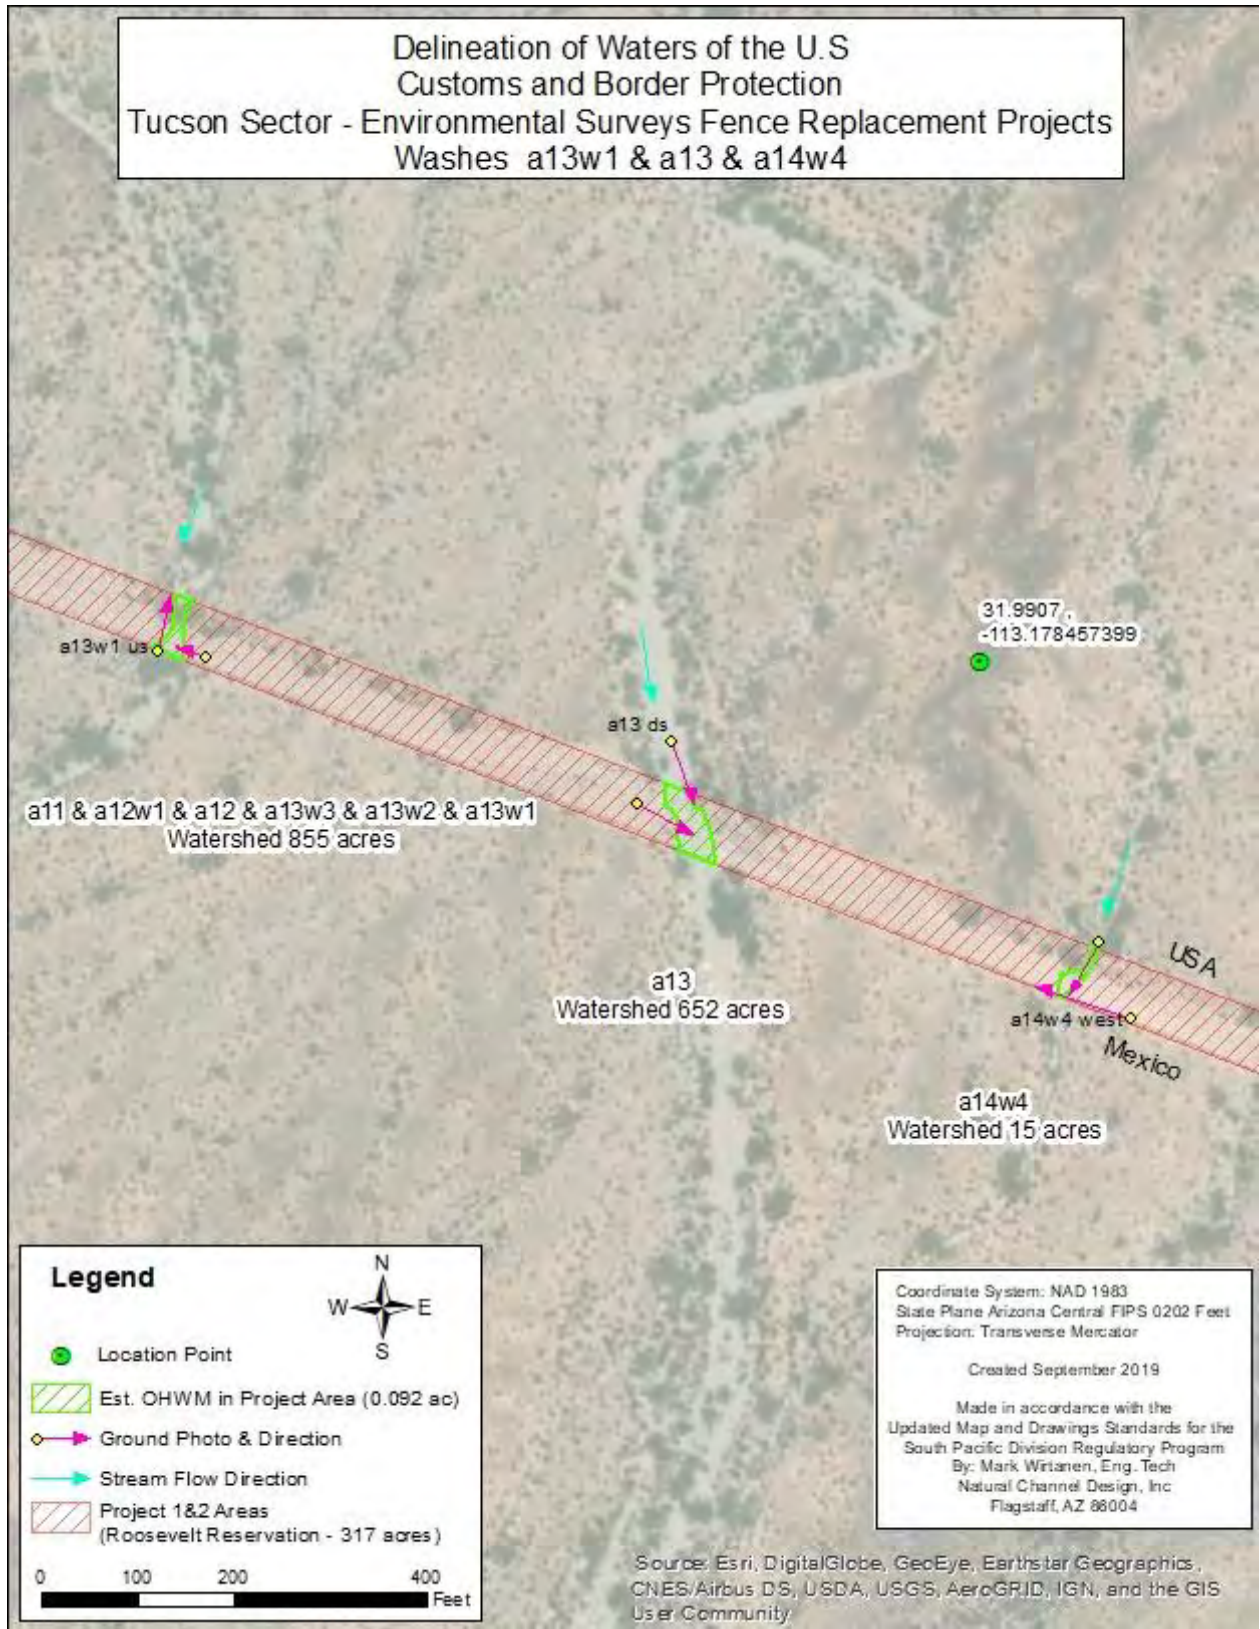 Delineation of Waters of the U.S
Customs and Border Protection
Tucson Sector - Environmental Surveys Fence Replacement Projects
Washes a13w1 & a13 & a14w4
31.9907 ,
-113.178457399
a13w1 us
a13 ds
a11 & a12w1 & a12 & a13w3 & a13w2 & a13w1
Watershed 855 acres
USA
a13
Watershed 652 acres
a14w4 west
Mexico
a14w4
Watershed 15 acres
Legend
N
W E
S
Location Point
Est. OHWM in Project Area (0.092 ac)
Ground Photo & Direction
Stream Flow Direction
Project 1&2 Areas
(Roosevelt Reservation - 317 acres)
0 100 200 400
Feet
Coordinate System: NAD 1983
State Plane Arizona Central FIPS 0202 Feet
Projection: Transverse Mercator
Created September 2019
Made in accordance with the
Updated Map and Drawings Standards for the
South Pacific Division Regulatory Program
By: Mark Wirtanen, Eng. Tech
Natural Channel Design, Inc
Flagstaff, AZ 86004
Source: Esri, DigitalGlobe, GeoEye, Earthstar Geographics,
CNES/Airbus DS, USDA, USGS, AeroGRID, IGN, and the GIS
User Community